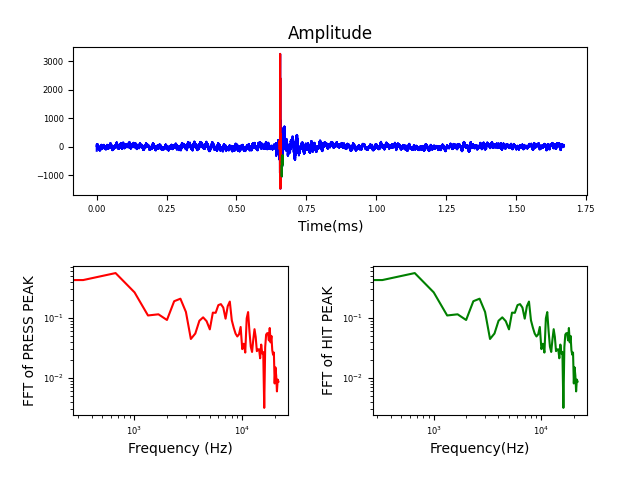 Amplitude
3000
2000
1000
0
−1000
0.00 0.25 0.50 0.75 1.00 1.25 1.50 1.75
Time(ms)
FFT of PRESS PEAK
10⁻¹
10⁻²
10³ 10⁴
Frequency (Hz)
FFT of HIT PEAK
10⁻¹
10⁻²
10³ 10⁴
Frequency(Hz)